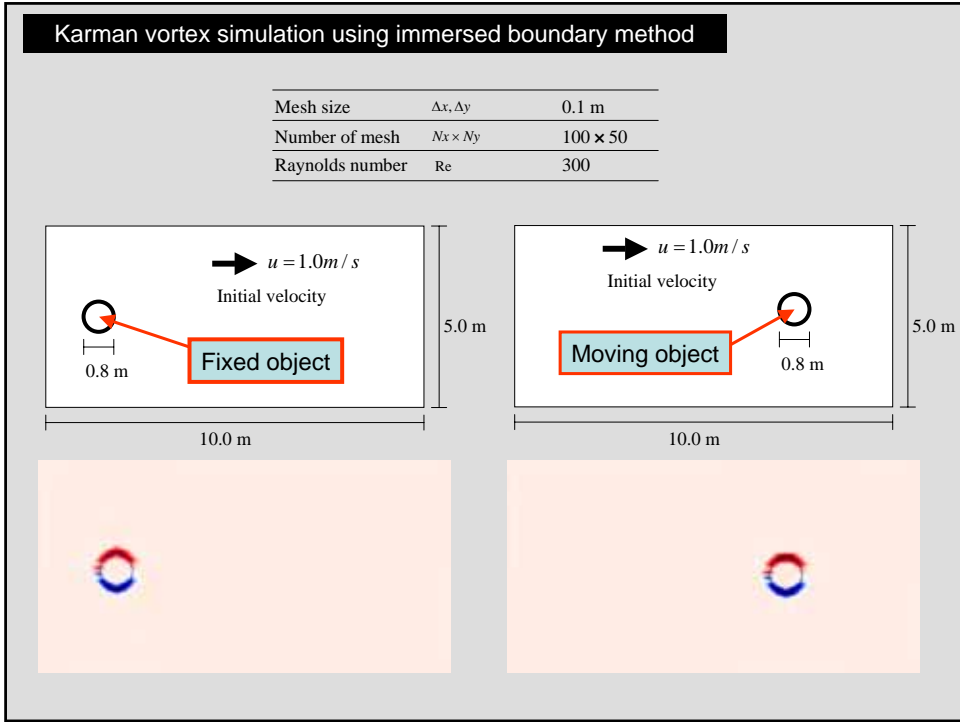 Karman vortex simulation using immersed boundary method
Mesh size Δx, Δy 0.1 m
Number of mesh Nx × Ny 100 × 50
Raynolds number Re 300
u = 1.0m / s
Initial velocity
Fixed object
0.8 m
5.0 m
10.0 m
u = 1.0m / s
Initial velocity
Moving object
0.8 m
5.0 m
10.0 m